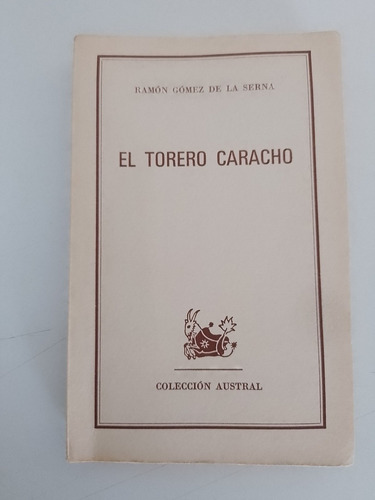 RAMÓN GÓMEZ DE LA SERNA
EL TORERO CARACHO
COLECCIÓN AUSTRAL